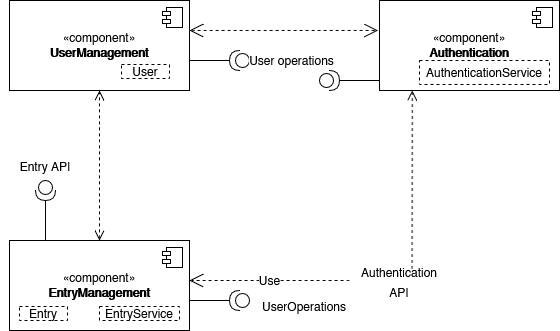 «component»
UserManagement
User
User operations
«component»
Authentication
AuthenticationService
Entry API
«component»
EntryManagement
Entry
EntryService
Use
UserOperations
Authentication
API